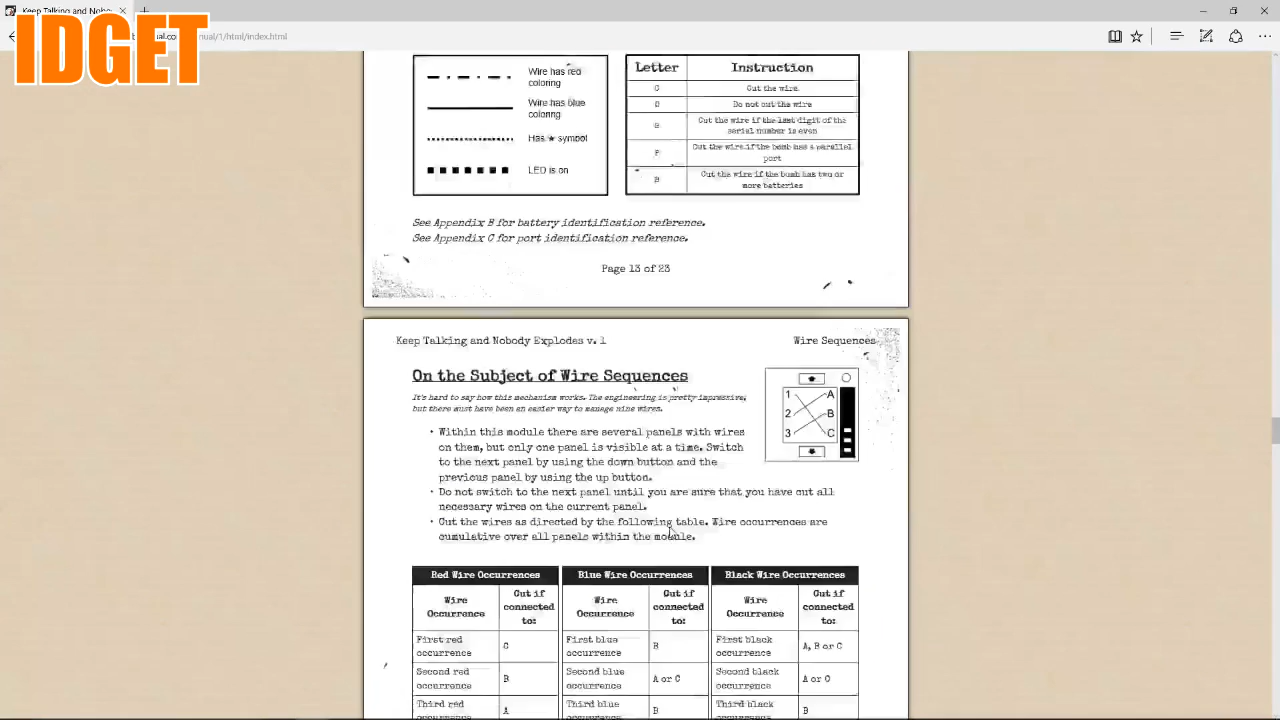 Keep Talking and Nobo
IDGET
nual/1/html/index.html
Wire has red
coloring
Wire has blue
coloring
Has ★ symbol
LED is on
Letter Instruction
C Cut the wire
D Do not cut the wire
S Cut the wire if the last digit of the
serial number is even
P Cut the wire if the bomb has a parallel
port
B Cut the wire if the bomb has two or
more batteries
See Appendix B for battery identification reference.
See Appendix C for port identification reference.
Page 13 of 23
Keep Talking and Nobody Explodes v. 1 Wire Sequences
On the Subject of Wire Sequences
It's hard to say how this mechanism works. The engineering is pretty impressive,
but there must have been an easier way to manage nine wires.
1 A
2 B
3 C
• Within this module there are several panels with wires
on them, but only one panel is visible at a time. Switch
to the next panel by using the down button and the
previous panel by using the up button.
• Do not switch to the next panel until you are sure that you have cut all
necessary wires on the current panel.
• Cut the wires as directed by the following table. Wire occurrences are
cumulative over all panels within the module.
Red Wire Occurrences Blue Wire Occurrences Black Wire Occurrences
Wire Occurrence Cut if connected to: Wire Occurrence Cut if connected to: Wire Occurrence Cut if connected to:
First red occurrence C First blue occurrence B First black occurrence A, B or C
Second red occurrence B Second blue occurrence A or C Second black occurrence A or C
Third red occurrence A Third blue occurrence B Third black occurrence B